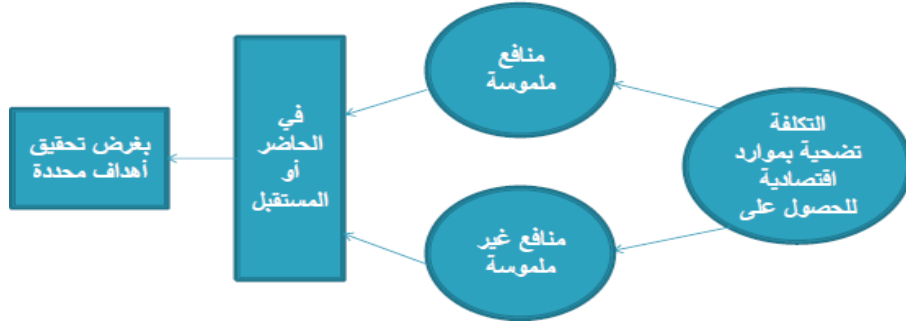 التكلفة
تضحية بموارد
اقتصادية
للحصول على
منافع
ملموسة
منافع غير
ملموسة
في
الحاضر
أو
المستقبل
بغرض تحقيق
أهداف محددة